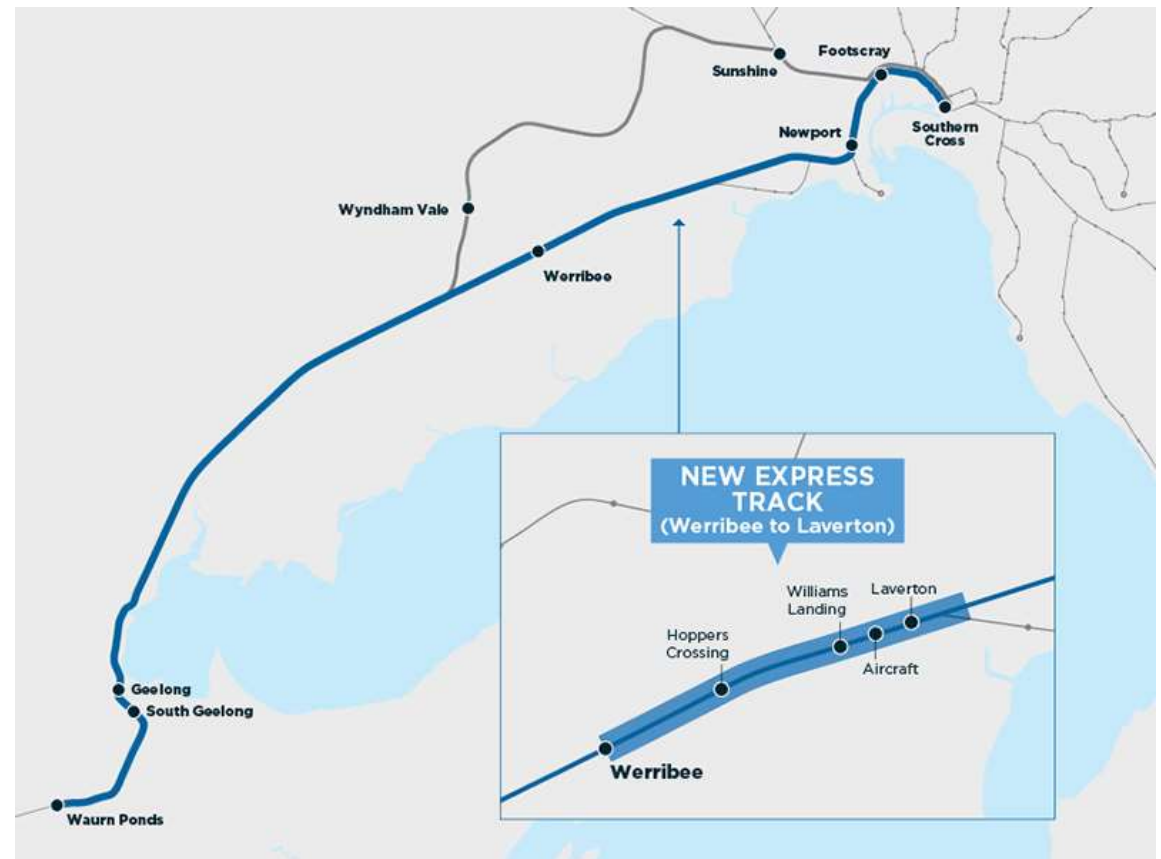 Footscray
Sunshine
Southern
Cross
Newport
Wyndham Vale
Werribee
NEW EXPRESS
TRACK
(Werribee to Laverton)
Williams
Landing
Laverton
Hoppers
Crossing
Aircraft
Werribee
Geelong
South Geelong
Waurn Ponds